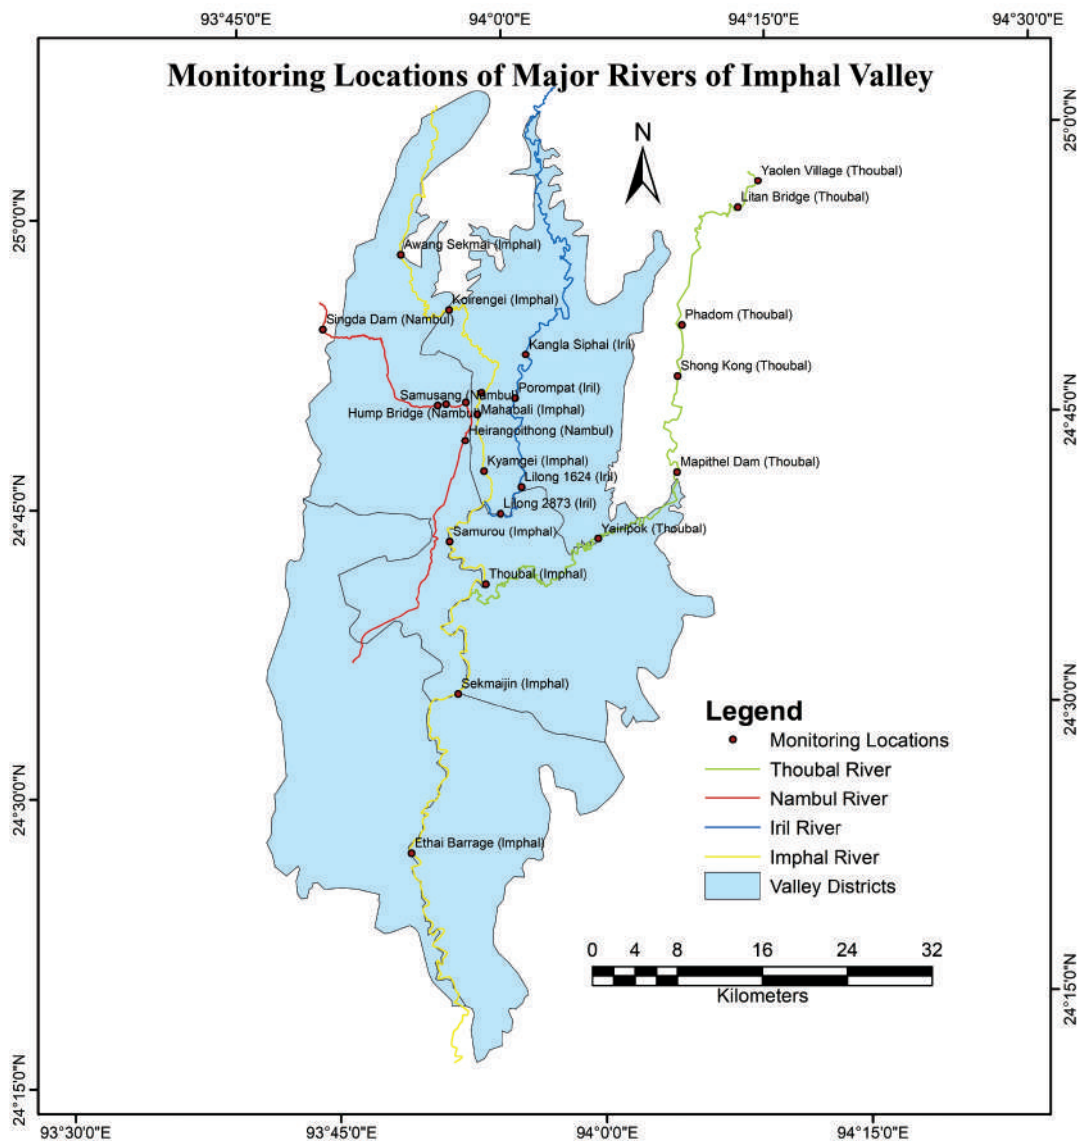 93°45'0"E 94°0'0"E 94°15'0"E 94°30'0"E
Monitoring Locations of Major Rivers of Imphal Valley
25°0'0"N
N
Yaolen Village (Thoubal)
Litan Bridge (Thoubal)
25°0'0"N
Awang Sekmai (Imphal)
Koirengei (Imphal)
Phadom (Thoubal)
Singda Dam (Nambul)
Kangla Siphai (Iril)
Shong Kong (Thoubal)
Samusang (Nambul)
Porompat (Iril)
24°45'0"N
Hump Bridge (Nambul)
Mahabali (Imphal)
Heirangoithong (Nambul)
Kyamgei (Imphal)
Mapithel Dam (Thoubal)
Lilong 1624 (Iril)
Lilong 2873 (Iril)
24°45'0"N
Samurou (Imphal)
Yairipok (Thoubal)
Thoubal (Imphal)
Sekmaijin (Imphal)
24°30'0"N
Legend
Monitoring Locations
Thoubal River
Nambul River
24°30'0"N
Iril River
Ethai Barrage (Imphal)
Imphal River
Valley Districts
0 4 8 16 24 32
Kilometers
24°15'0"N
24°15'0"N
93°30'0"E 93°45'0"E 94°0'0"E 94°15'0"E